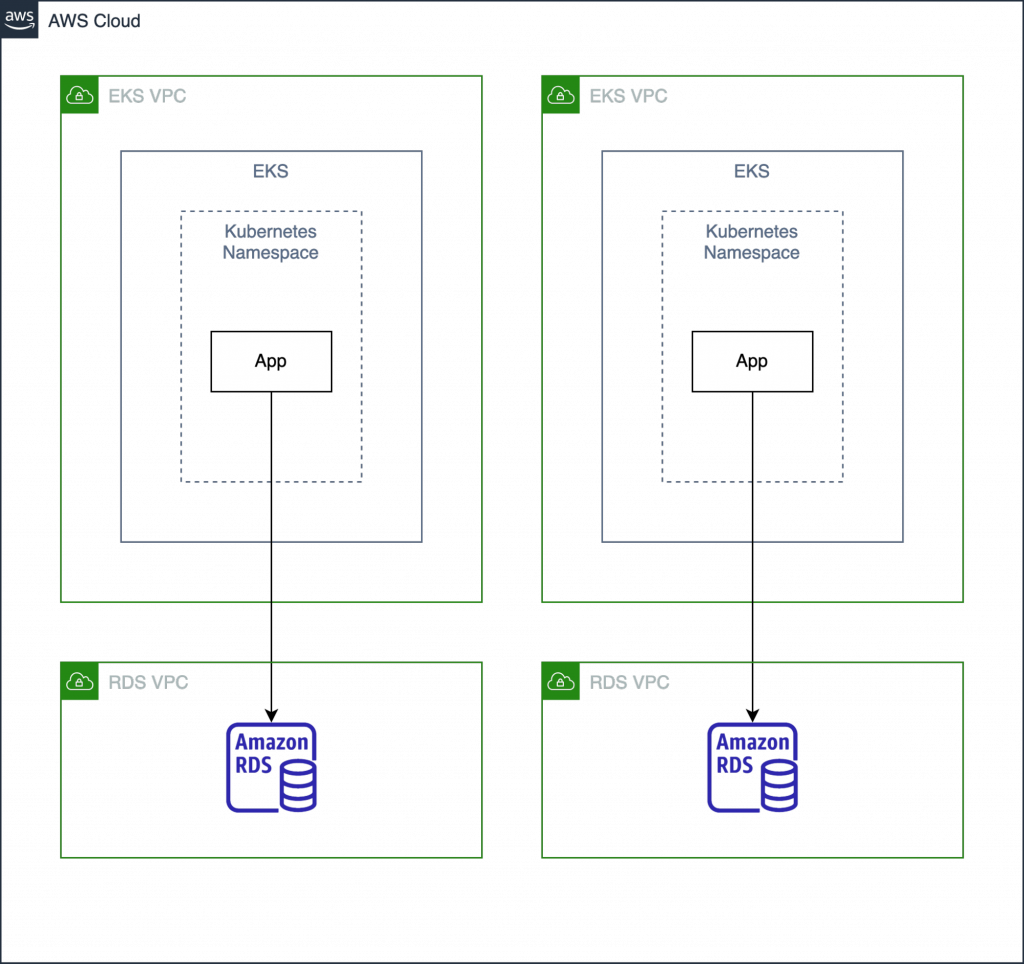 aws
AWS Cloud
EKS VPC
EKS
Kubernetes
Namespace
App
EKS VPC
EKS
Kubernetes
Namespace
App
RDS VPC
Amazon
RDS
RDS VPC
Amazon
RDS